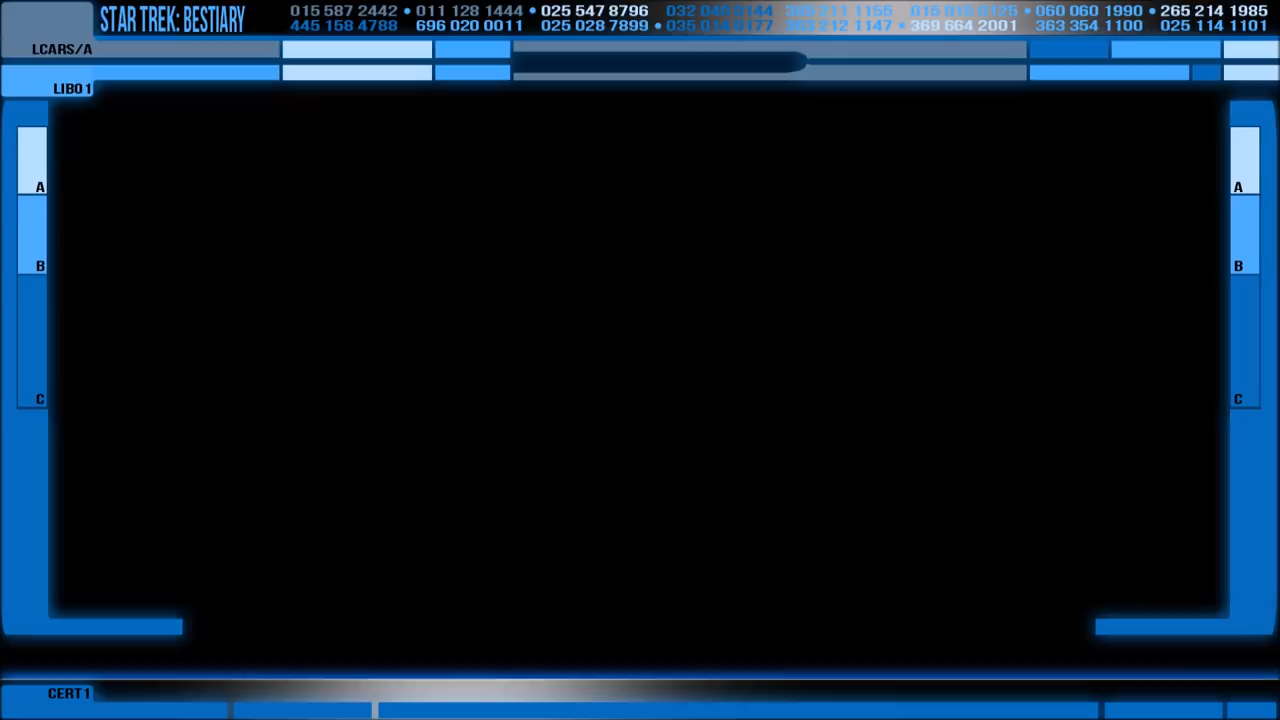 STAR TREK: BESTIARY
015 587 2442 • 011 128 1444 • 025 547 8796
• 060 060 1990 • 265 214 1985
445 158 4788 696 020 0011 025 028 7899 •
• 369 664 2001 363 354 1100 025 114 1101
LCARS/A
LIB01
A
A
B
B
C
C
CERT1